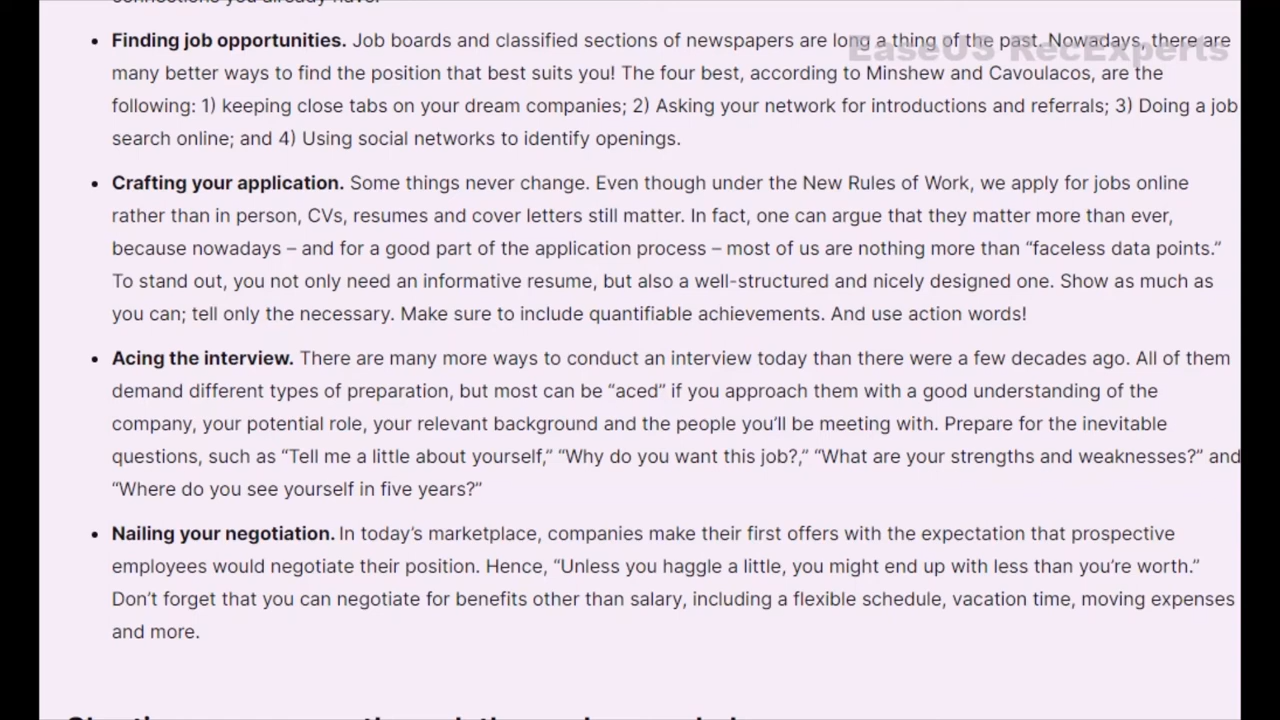 connections you already have.
• Finding job opportunities. Job boards and classified sections of newspapers are long a thing of the past. Nowadays, there are
EaseUS RecExperts
many better ways to find the position that best suits you! The four best, according to Minshew and Cavoulacos, are the
following: 1) keeping close tabs on your dream companies; 2) Asking your network for introductions and referrals; 3) Doing a job
search online; and 4) Using social networks to identify openings.
• Crafting your application. Some things never change. Even though under the New Rules of Work, we apply for jobs online
rather than in person, CVs, resumes and cover letters still matter. In fact, one can argue that they matter more than ever,
because nowadays – and for a good part of the application process – most of us are nothing more than “faceless data points.”
To stand out, you not only need an informative resume, but also a well-structured and nicely designed one. Show as much as
you can; tell only the necessary. Make sure to include quantifiable achievements. And use action words!
• Acing the interview. There are many more ways to conduct an interview today than there were a few decades ago. All of them
demand different types of preparation, but most can be “aced” if you approach them with a good understanding of the
company, your potential role, your relevant background and the people you’ll be meeting with. Prepare for the inevitable
questions, such as “Tell me a little about yourself,” “Why do you want this job?,” “What are your strengths and weaknesses?” and
“Where do you see yourself in five years?”
• Nailing your negotiation. In today’s marketplace, companies make their first offers with the expectation that prospective
employees would negotiate their position. Hence, “Unless you haggle a little, you might end up with less than you’re worth.”
Don’t forget that you can negotiate for benefits other than salary, including a flexible schedule, vacation time, moving expenses
and more.